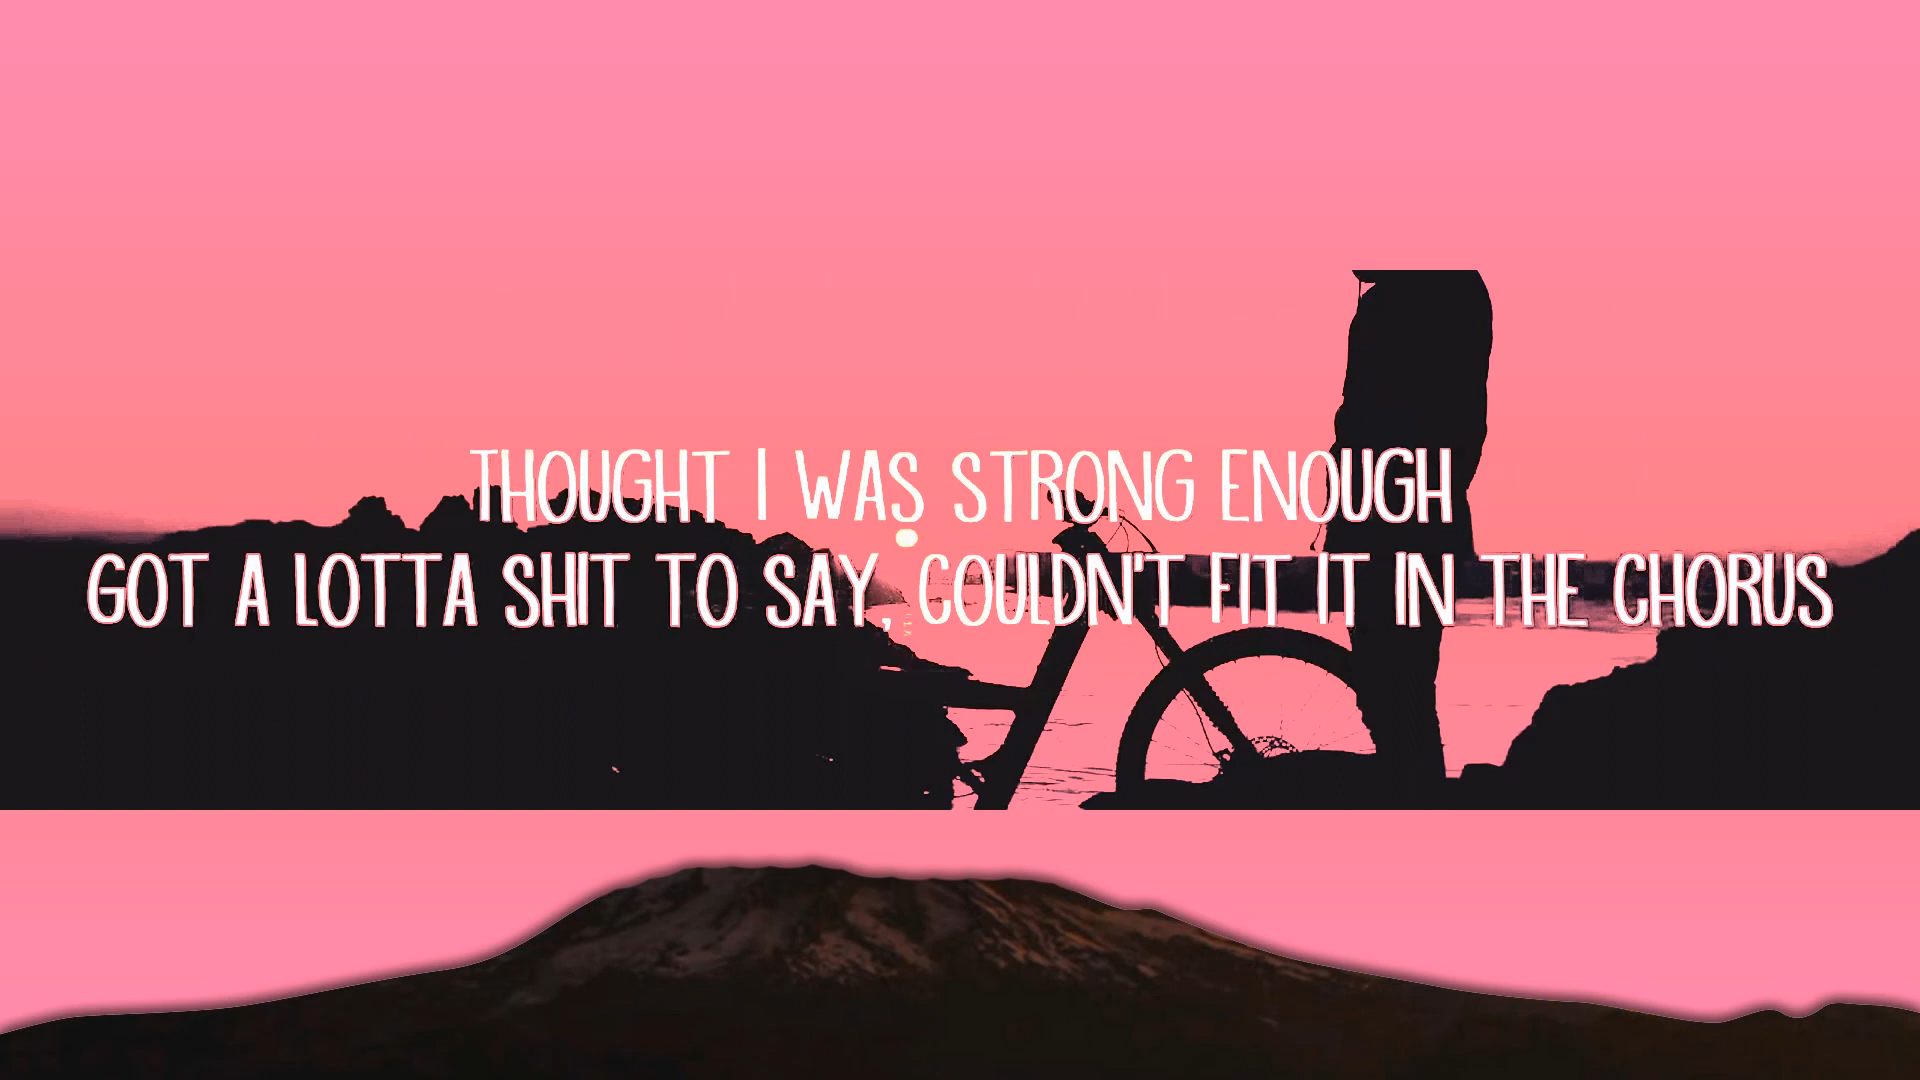 THOUGHT I WAS STRONG ENOUGH
GOT A LOTTA SHIT TO SAY, COULDN'T FIT IT IN THE CHORUS